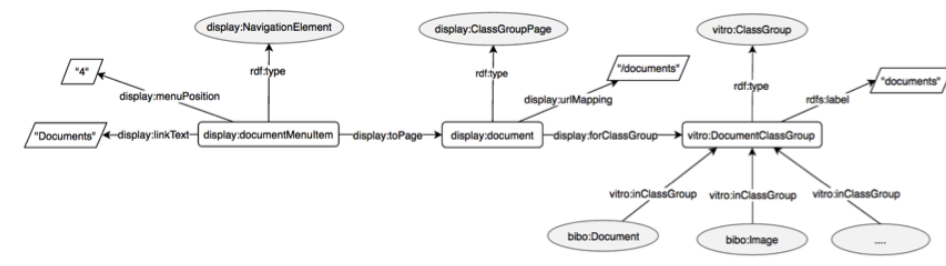 display:NavigationElement
display:ClassGroupPage
vitro:ClassGroup
"4"
rdf:type
rdf:type
"/documents"
rdf:type
"documents"
display:menuPosition
display:urlMapping
rdfs:label
"Documents"
display:linkText
display:documentMenuItem
display:toPage
display:document
display:forClassGroup
vitro:DocumentClassGroup
vitro:inClassGroup
vitro:inClassGroup
vitro:inClassGroup
bibo:Document
bibo:Image
....